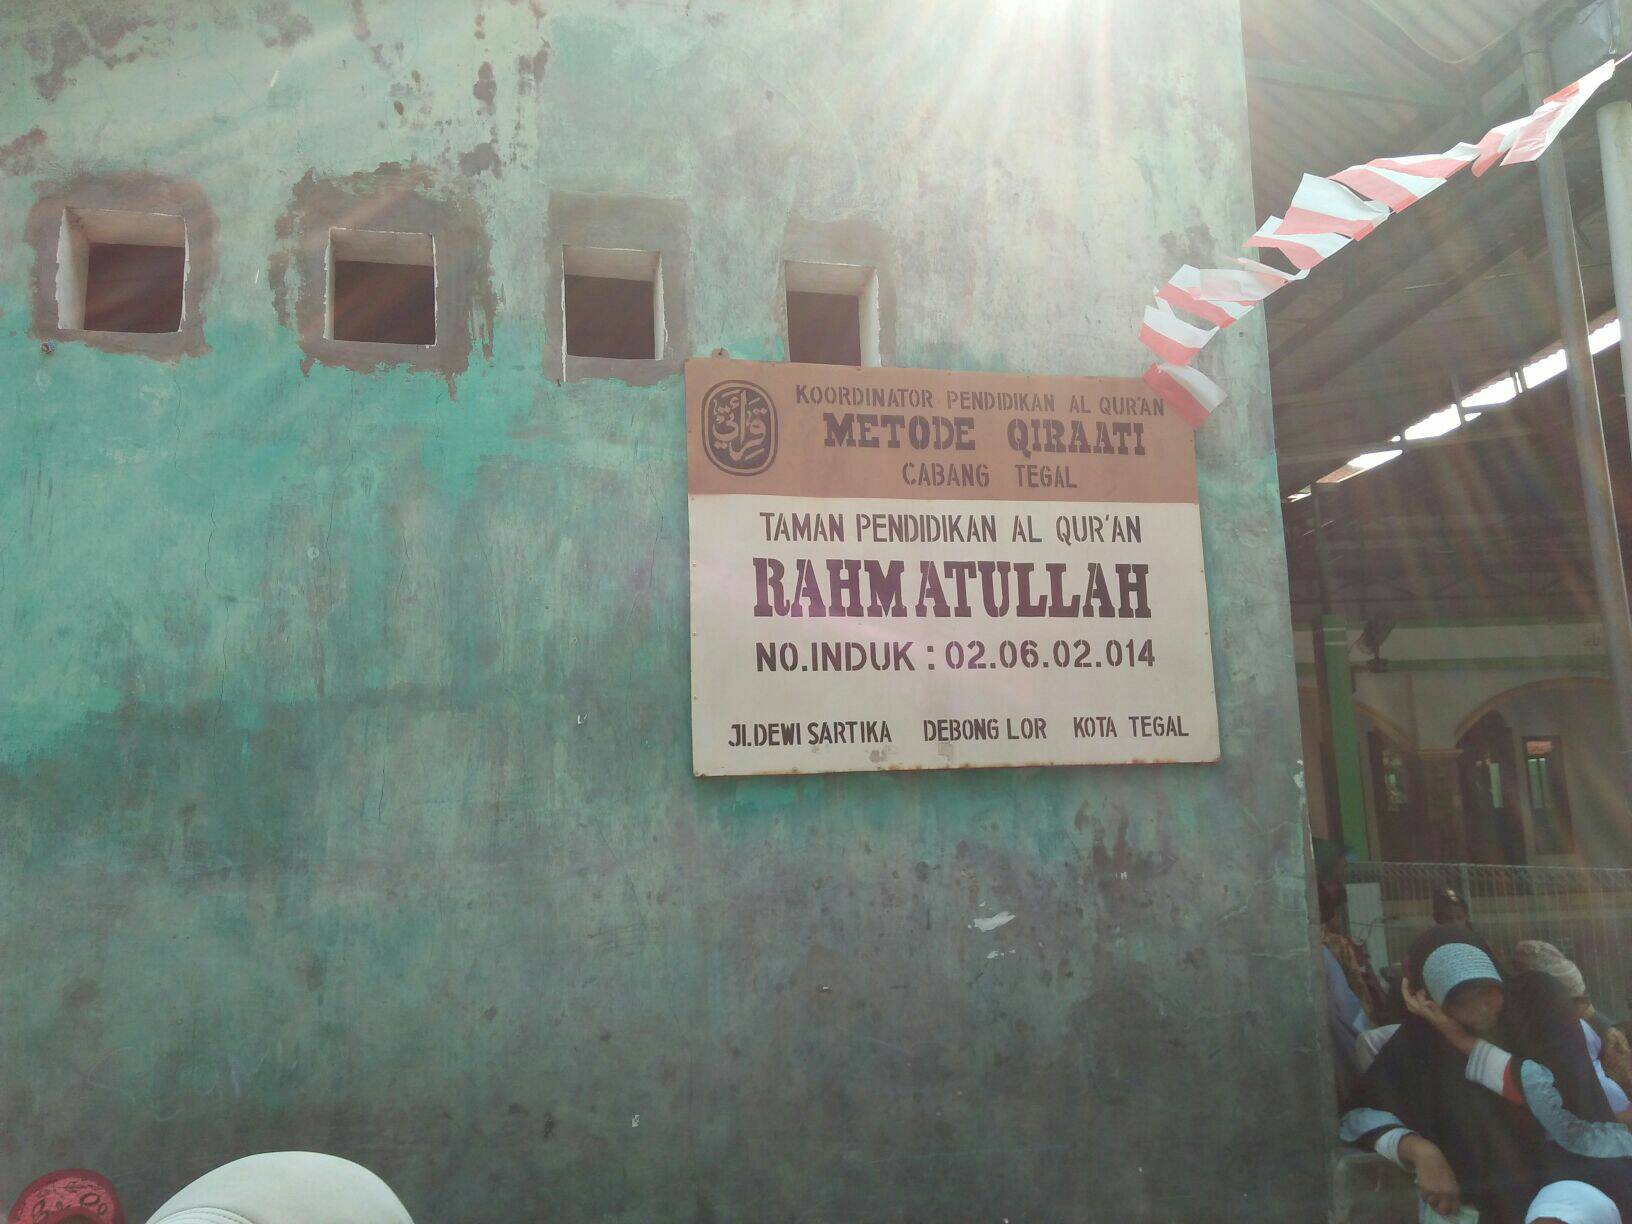 قراءتي
KOORDINATOR PENDIDIKAN AL QUR'AN
METODE QIRAATI
CABANG TEGAL
TAMAN PENDIDIKAN AL QUR'AN
RAHMATULLAH
NO.INDUK : 02.06.02.014
Jl.DEWI SARTIKA DEBONG LOR KOTA TEGAL